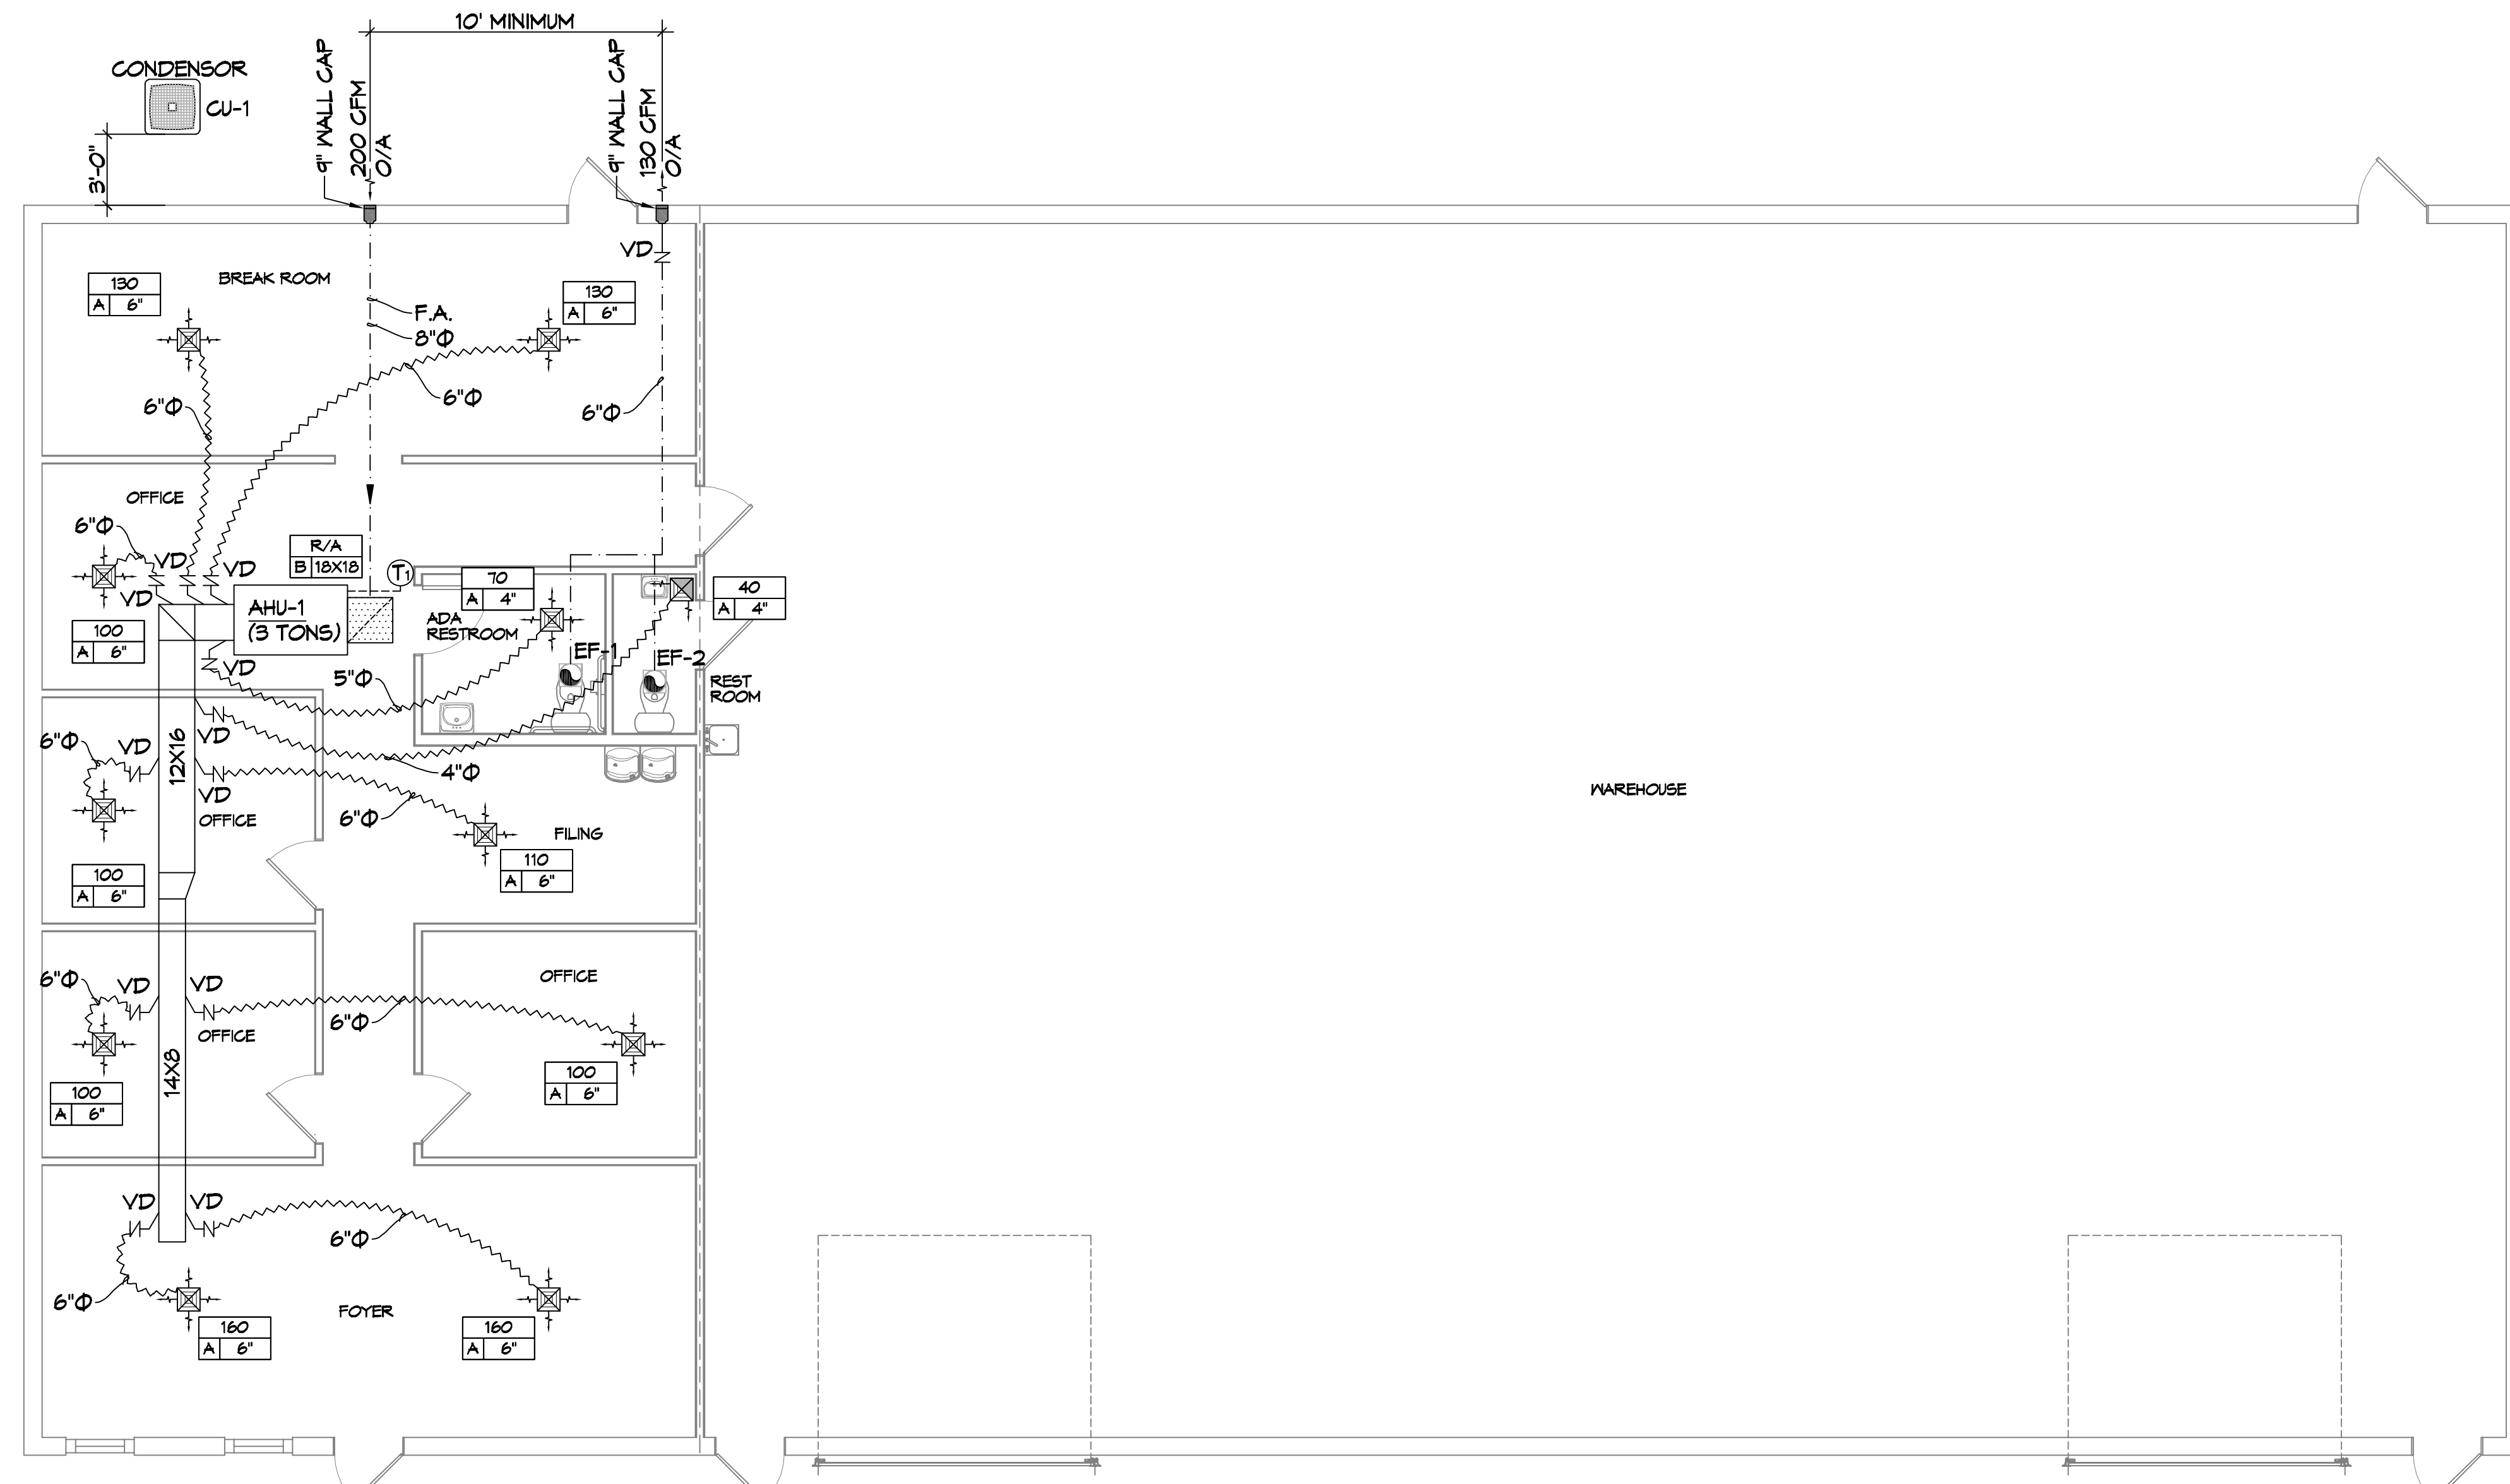 10' MINIMUM
CONDENSOR
CU-1
3'-0"
9" WALL CAP
200 CFM
O/A
9" WALL CAP
130 CFM
O/A
VD
BREAK ROOM
130
A 6"
130
A 6"
F.A.
8"Φ
6"Φ
6"Φ
6"Φ
OFFICE
6"Φ
VD
VD
VD
R/A
B 18X18
T1
AHU-1
(3 TONS)
100
A 6"
70
A 4"
ADA
RESTROOM
40
A 4"
EF-1
EF-2
REST
ROOM
VD
5"Φ
6"Φ
VD
VD
12X16
4"Φ
VD
OFFICE
6"Φ
FILING
110
A 6"
100
A 6"
6"Φ
VD
VD
OFFICE
6"Φ
OFFICE
14X8
100
A 6"
100
A 6"
VD
VD
6"Φ
6"Φ
FOYER
160
A 6"
160
A 6"
WAREHOUSE